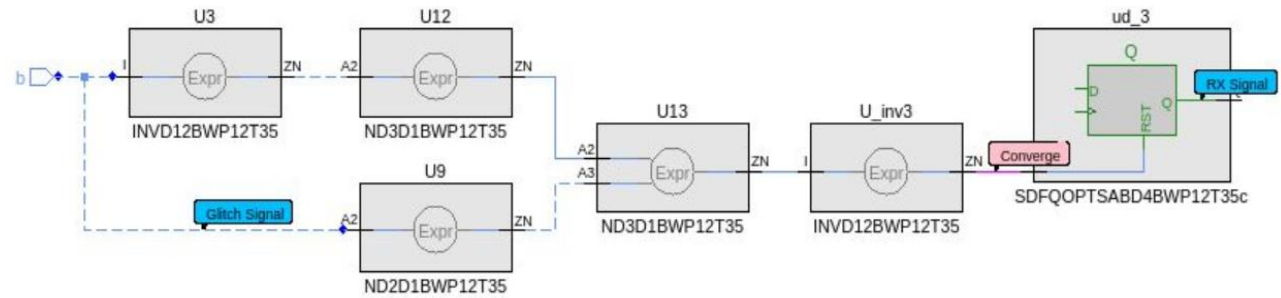 U3
U12
ud_3
Q
b
I
Expr
ZN
A2
Expr
ZN
D
Q
RST
RX Signal
INVD12BWP12T35
ND3D1BWP12T35
U13
U_inv3
A2
A3
Expr
ZN
I
Expr
ZN
Converge
U9
SDFQOPTSABD4BWP12T35c
Glitch Signal
A2
Expr
ZN
ND3D1BWP12T35
INVD12BWP12T35
ND2D1BWP12T35